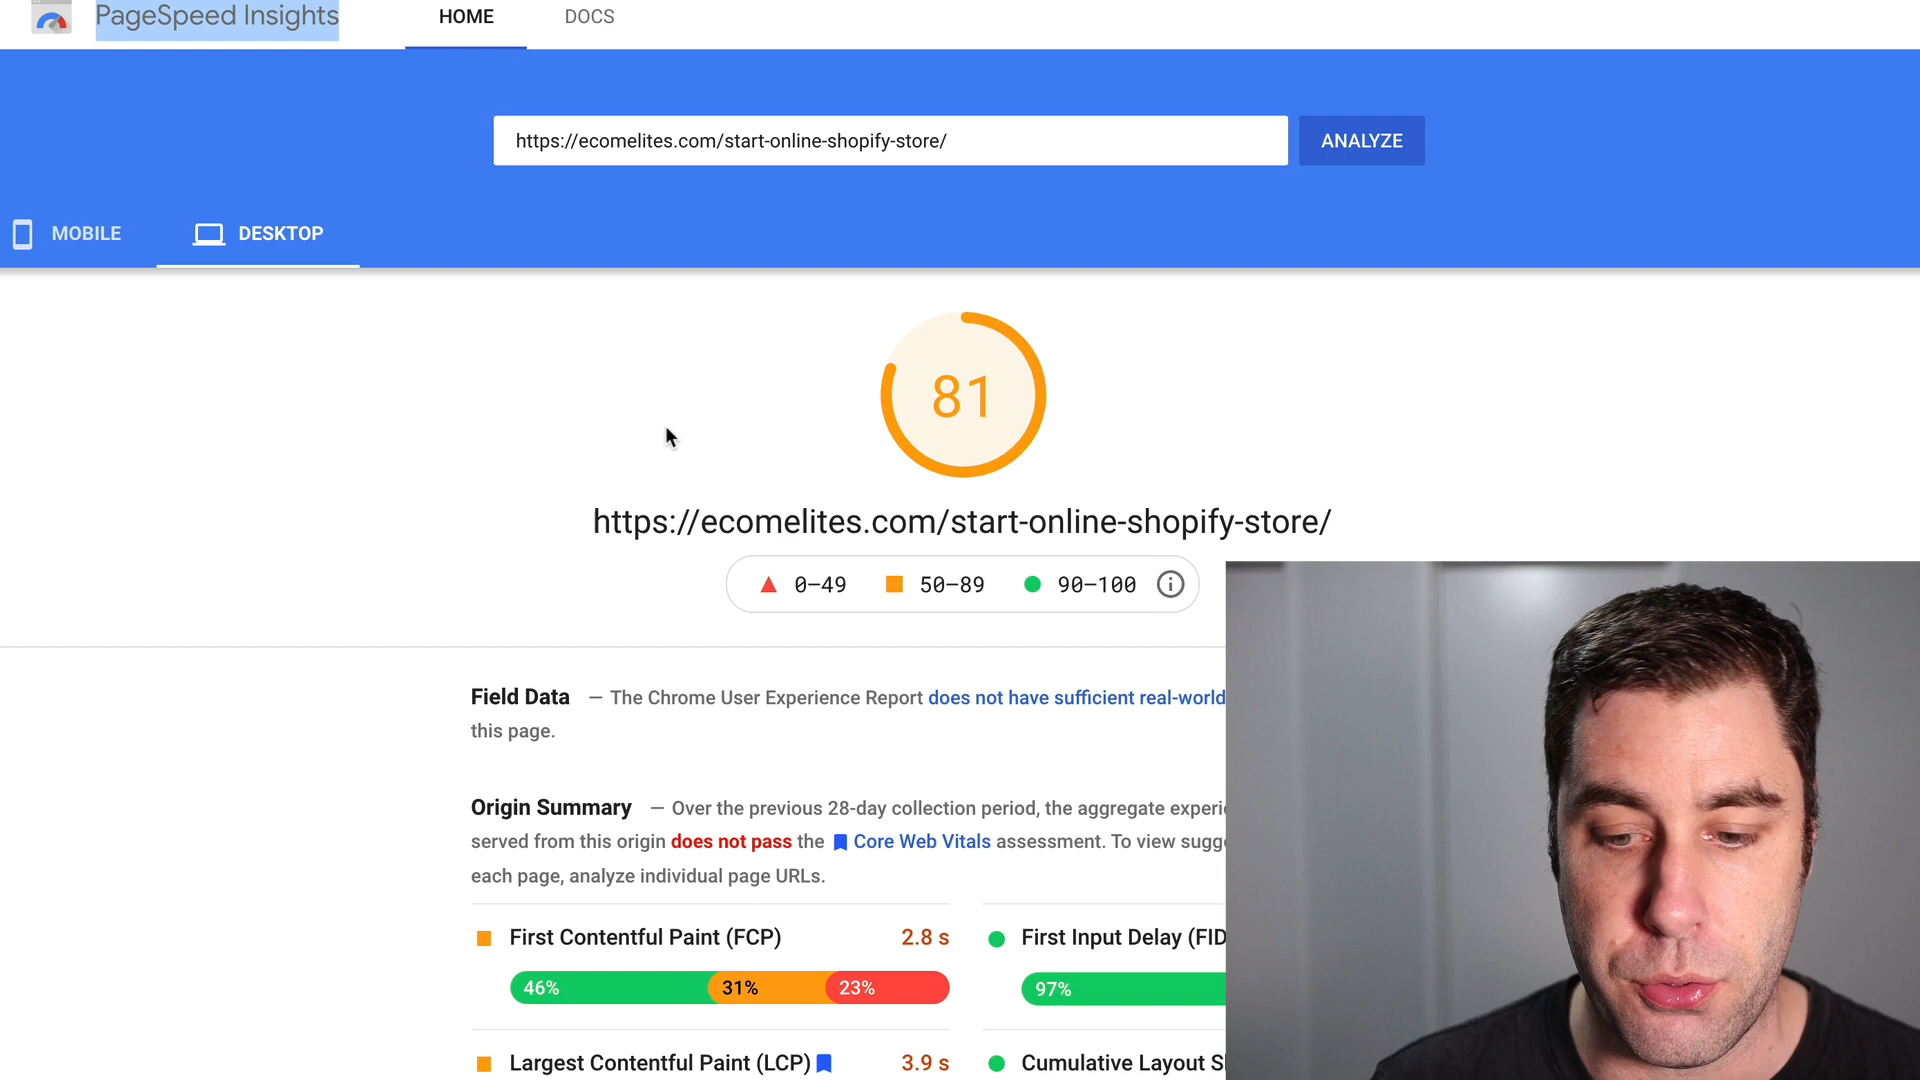 PageSpeed Insights
HOME
DOCS
https://ecomelites.com/start-online-shopify-store/
ANALYZE
MOBILE
DESKTOP
81
https://ecomelites.com/start-online-shopify-store/
0–49
50–89
90–100
Field Data — The Chrome User Experience Report does not have sufficient real-world
this page.
Origin Summary — Over the previous 28-day collection period, the aggregate experi
served from this origin does not pass the Core Web Vitals assessment. To view sugg
each page, analyze individual page URLs.
First Contentful Paint (FCP) 2.8 s
46% 31% 23%
First Input Delay (FID
97%
Largest Contentful Paint (LCP) 3.9 s
Cumulative Layout S